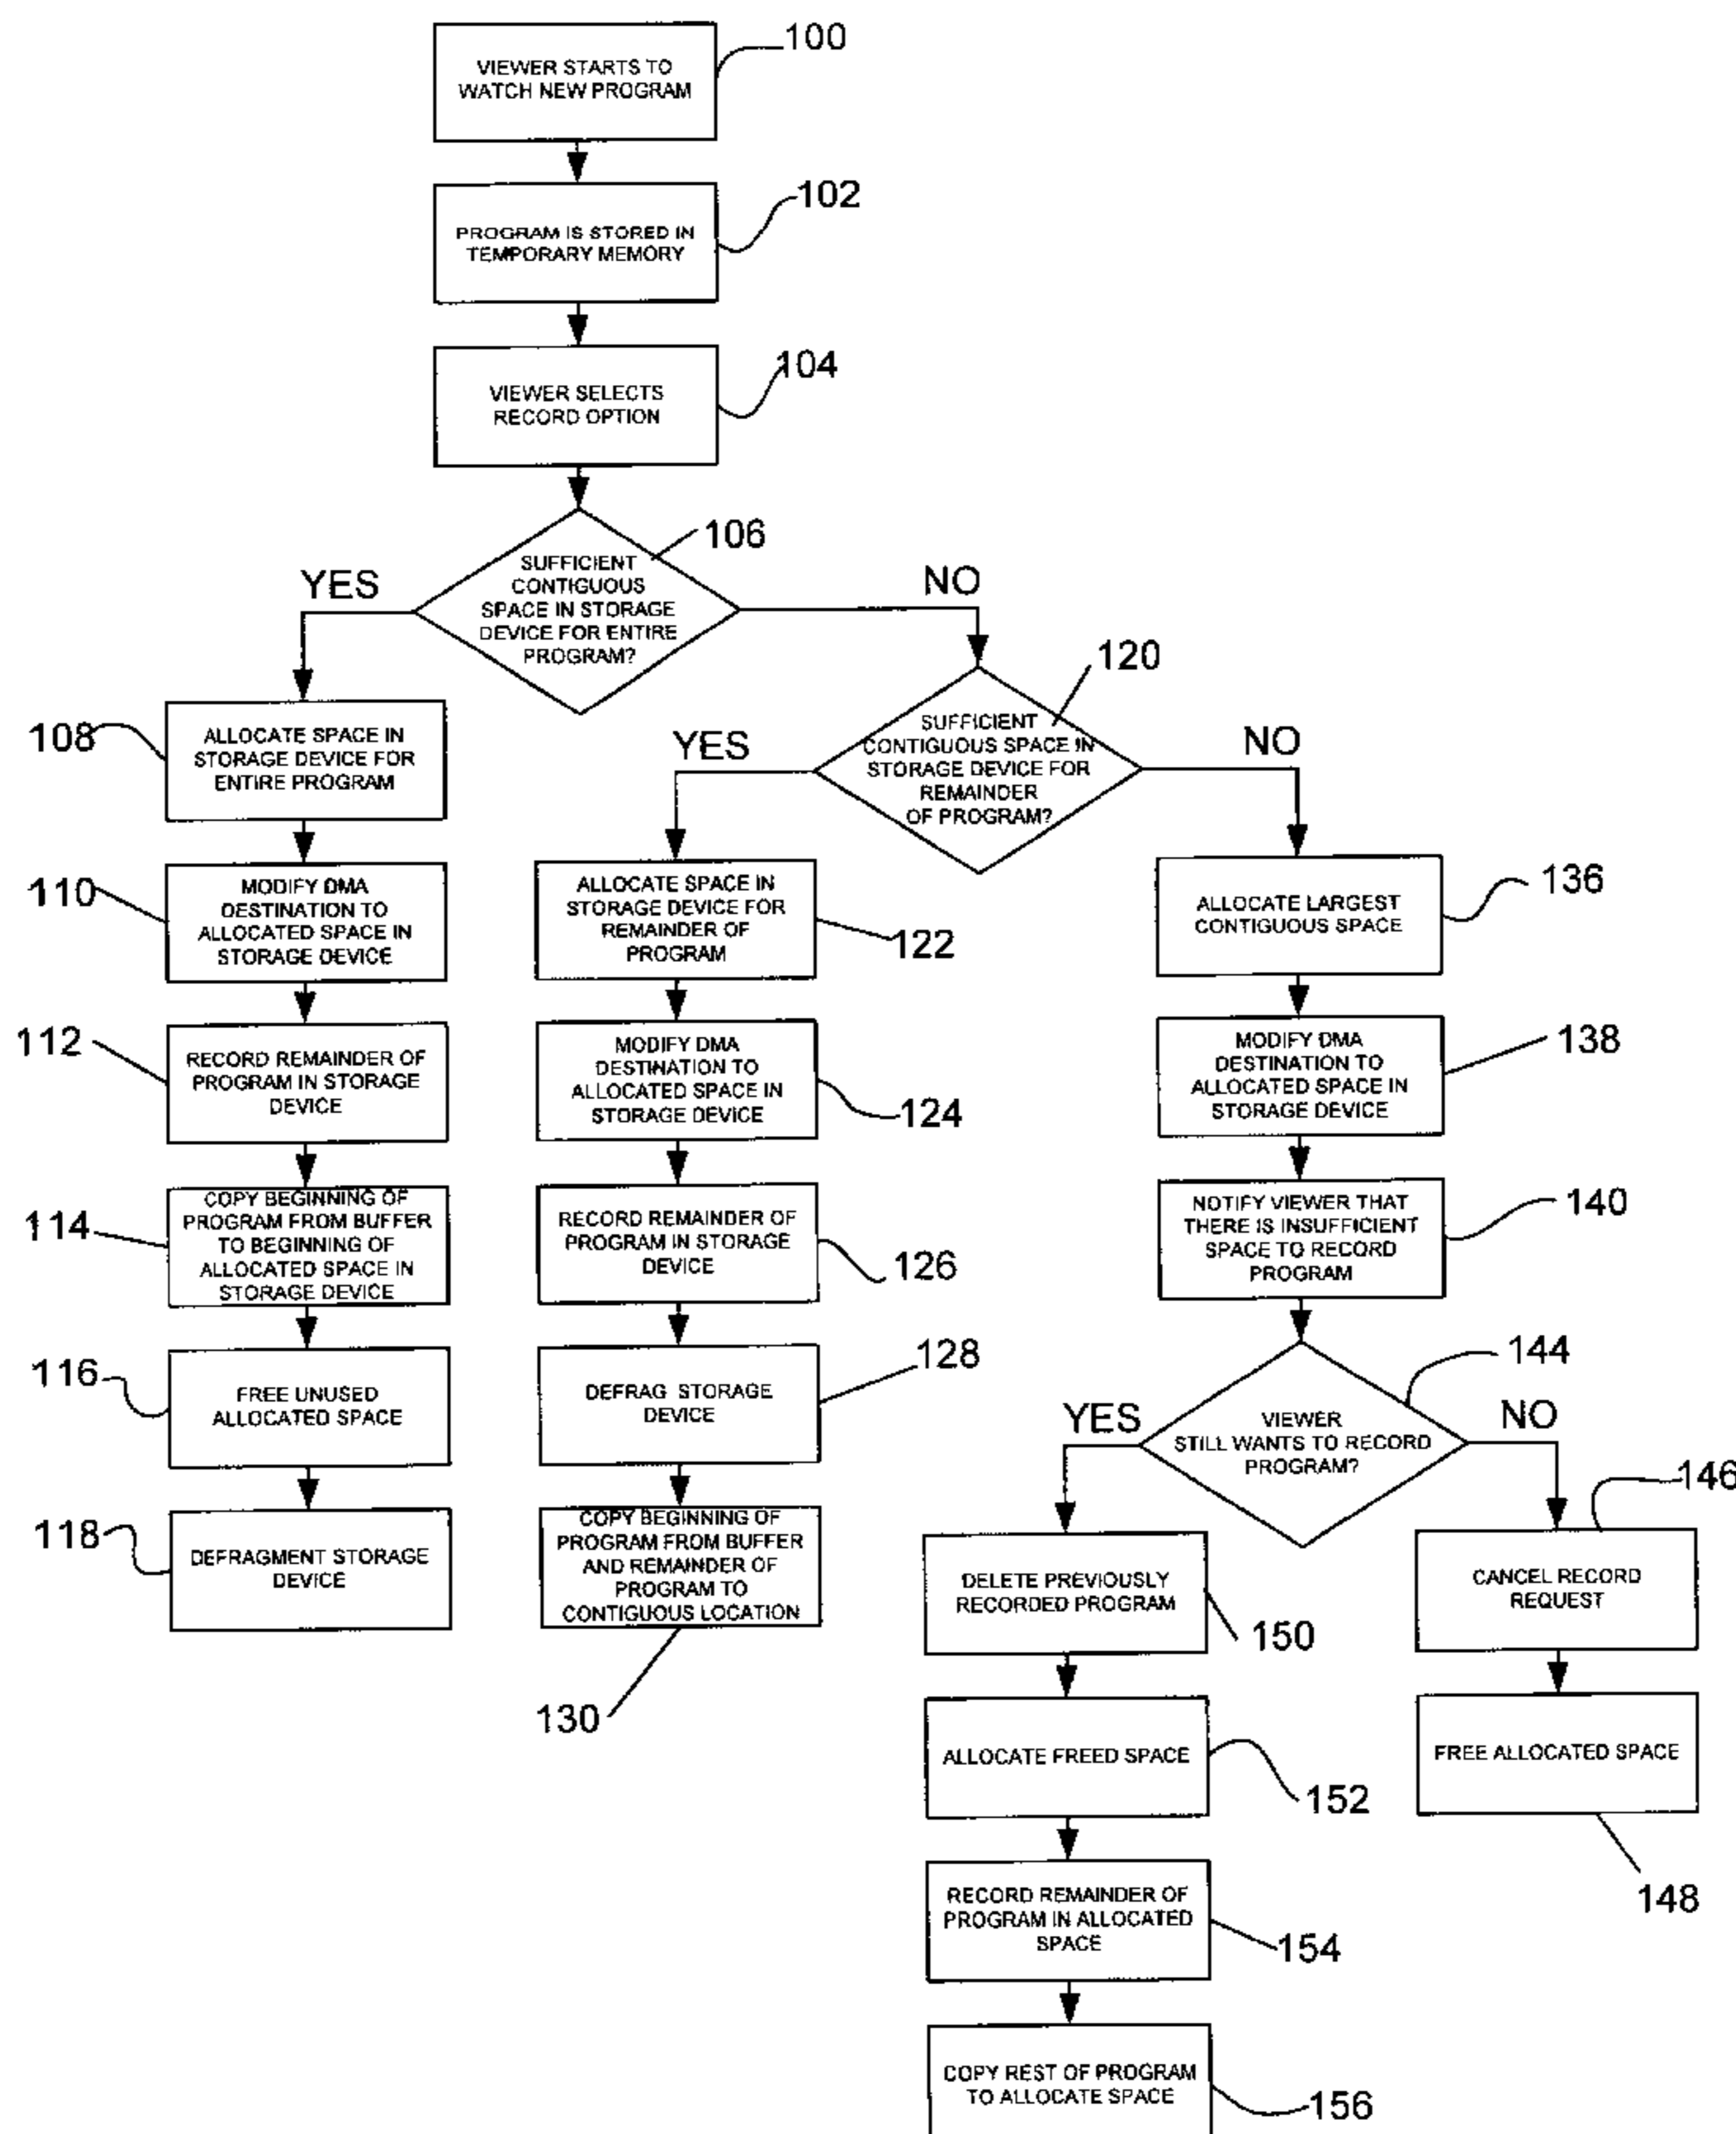 VIEWER STARTS TO
WATCH NEW PROGRAM
100
PROGRAM IS STORED IN
TEMPORARY MEMORY
102
VIEWER SELECTS
RECORD OPTION
104
SUFFICIENT
CONTIGUOUS
SPACE IN STORAGE
DEVICE FOR ENTIRE
PROGRAM?
106
YES
NO
108
ALLOCATE SPACE IN
STORAGE DEVICE FOR
ENTIRE PROGRAM
110
MODIFY DMA
DESTINATION TO
ALLOCATED SPACE IN
STORAGE DEVICE
112
RECORD REMAINDER OF
PROGRAM IN STORAGE
DEVICE
114
COPY BEGINNING OF
PROGRAM FROM BUFFER
TO BEGINNING OF
ALLOCATED SPACE IN
STORAGE DEVICE
116
FREE UNUSED
ALLOCATED SPACE
118
DEFRAGMENT STORAGE
DEVICE
120
SUFFICIENT
CONTIGUOUS SPACE IN
STORAGE DEVICE FOR
REMAINDER
OF PROGRAM?
YES
NO
ALLOCATE SPACE IN
STORAGE DEVICE FOR
REMAINDER OF
PROGRAM
122
MODIFY DMA
DESTINATION TO
ALLOCATED SPACE IN
STORAGE DEVICE
124
RECORD REMAINDER OF
PROGRAM IN STORAGE
DEVICE
126
DEFRAG STORAGE
DEVICE
128
COPY BEGINNING OF
PROGRAM FROM BUFFER
AND REMAINDER OF
PROGRAM TO
CONTIGUOUS LOCATION
130
ALLOCATE LARGEST
CONTIGUOUS SPACE
136
MODIFY DMA
DESTINATION TO
ALLOCATED SPACE IN
STORAGE DEVICE
138
NOTIFY VIEWER THAT
THERE IS INSUFFICIENT
SPACE TO RECORD
PROGRAM
140
VIEWER
STILL WANTS TO RECORD
PROGRAM?
144
YES
NO
DELETE PREVIOUSLY
RECORDED PROGRAM
150
ALLOCATE FREED SPACE
152
RECORD REMAINDER OF
PROGRAM IN ALLOCATED
SPACE
154
COPY REST OF PROGRAM
TO ALLOCATE SPACE
156
146
CANCEL RECORD
REQUEST
FREE ALLOCATED SPACE
148